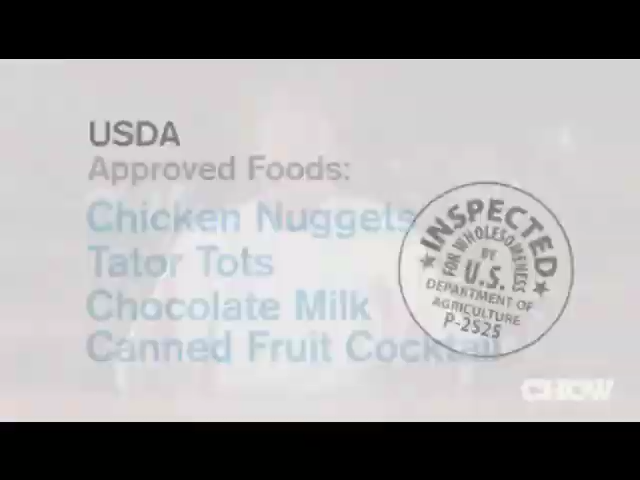 USDA
Approved Foods:
Chicken Nuggets
Tator Tots
Chocolate Milk
Canned Fruit Cocktail
INSPECTED
FOR WHOLESOMENESS
BY
U.S.
DEPARTMENT OF
AGRICULTURE
P-2525
CHOW